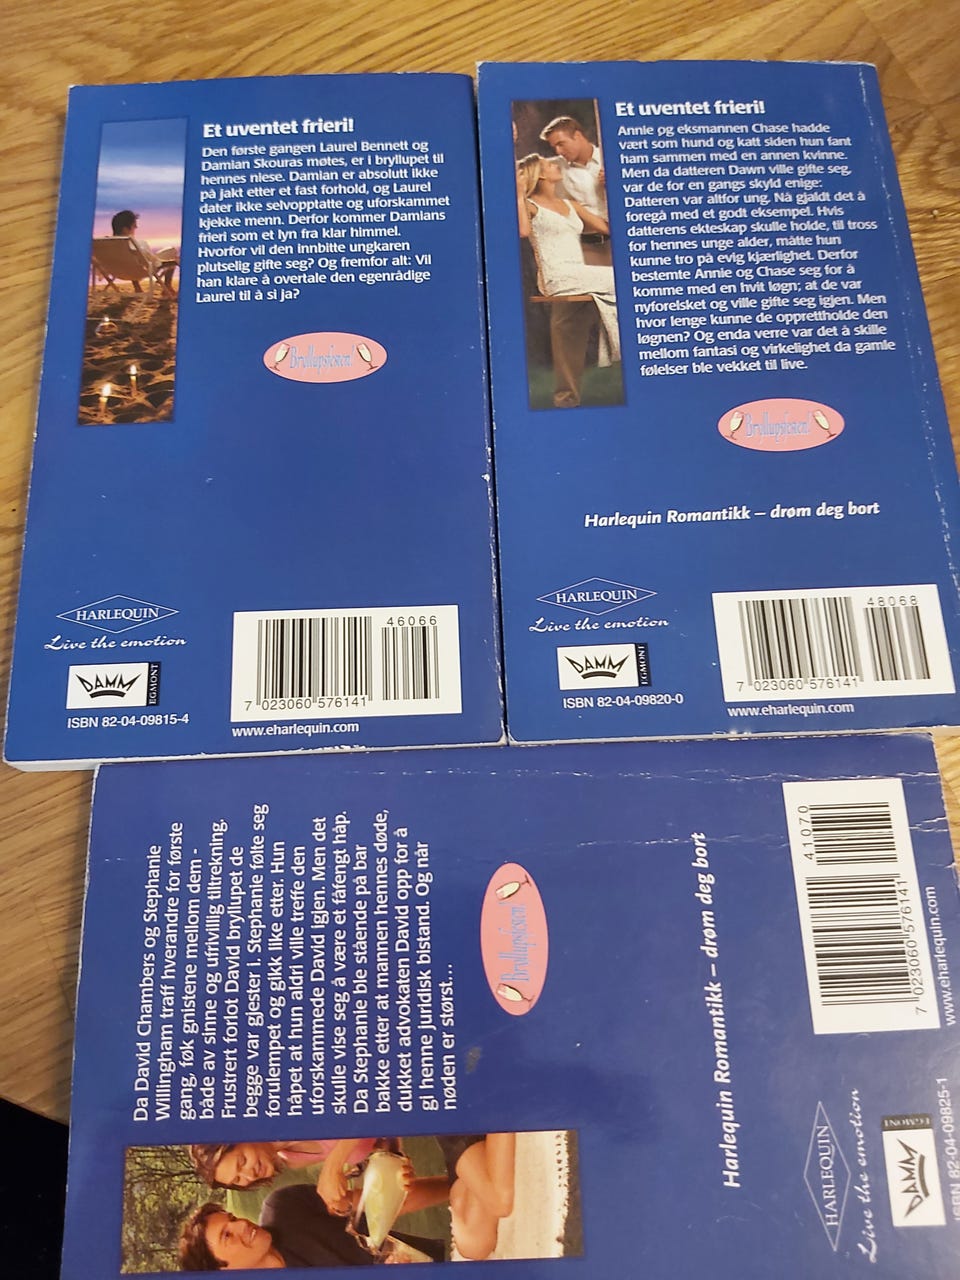 Et uventet frieri!
Den første gangen Laurel Bennett og
Damian Skouras møtes, er i bryllupet til
hennes niese. Damian er absolutt ikke
på jakt etter et fast forhold, og Laurel
dater ikke selvopptatte og uforskammet
kjekke menn. Derfor kommer Damians
frieri som et lyn fra klar himmel.
Hvorfor vil den innbitte ungkaren
plutselig gifte seg? Og fremfor alt: Vil
han klare å overtale den egenrådige
Laurel til å si ja?
Bryllupsfesten!
HARLEQUIN
Live the emotion
DAMM
EGMONT
ISBN 82-04-09815-4
46066
7 023060 576141
www.eharlequin.com
Et uventet frieri!
Annie og eksmannen Chase hadde
vært som hund og katt siden hun fant
ham sammen med en annen kvinne.
Men da datteren Dawn ville gifte seg,
var de for en gangs skyld enige:
Datteren var altfor ung. Nå gjaldt det å
foregå med et godt eksempel. Hvis
datterens ekteskap skulle holde, til tross
for hennes unge alder, måtte hun
kunne tro på evig kjærlighet. Derfor
bestemte Annie og Chase seg for å
komme med en hvit løgn; at de var
nyforelsket og ville gifte seg igjen. Men
hvor lenge kunne de opprettholde den
løgnen? Og enda verre var det å skille
mellom fantasi og virkelighet da gamle
følelser ble vekket til live.
Bryllupsfesten!
Harlequin Romantikk – drøm deg bort
HARLEQUIN
Live the emotion
DAMM
EGMONT
ISBN 82-04-09820-0
48068
7 023060 576141
www.eharlequin.com
Da David Chambers og Stephanie
Willingham traff hverandre for første
gang, føk gnistene mellom dem -
både av sinne og ufrivillig tiltrekning.
Frustrert forlot David bryllupet de
begge var gjester i. Stephanie følte seg
forulempet og gikk like etter. Hun
håpet at hun aldri ville treffe den
uforskammede David igjen. Men det
skulle vise seg å være et fåfengt håp.
Da Stephanie ble stående på bar
bakke etter at mannen hennes døde,
dukket advokaten David opp for å
gi henne juridisk bistand. Og når
nøden er størst...
Bryllupsfesten!
Harlequin Romantikk – drøm deg bort
HARLEQUIN
Live the emotion
DAMM
EGMONT
ISBN 82-04-09825-1
41070
7 023060 576141
www.eharlequin.com